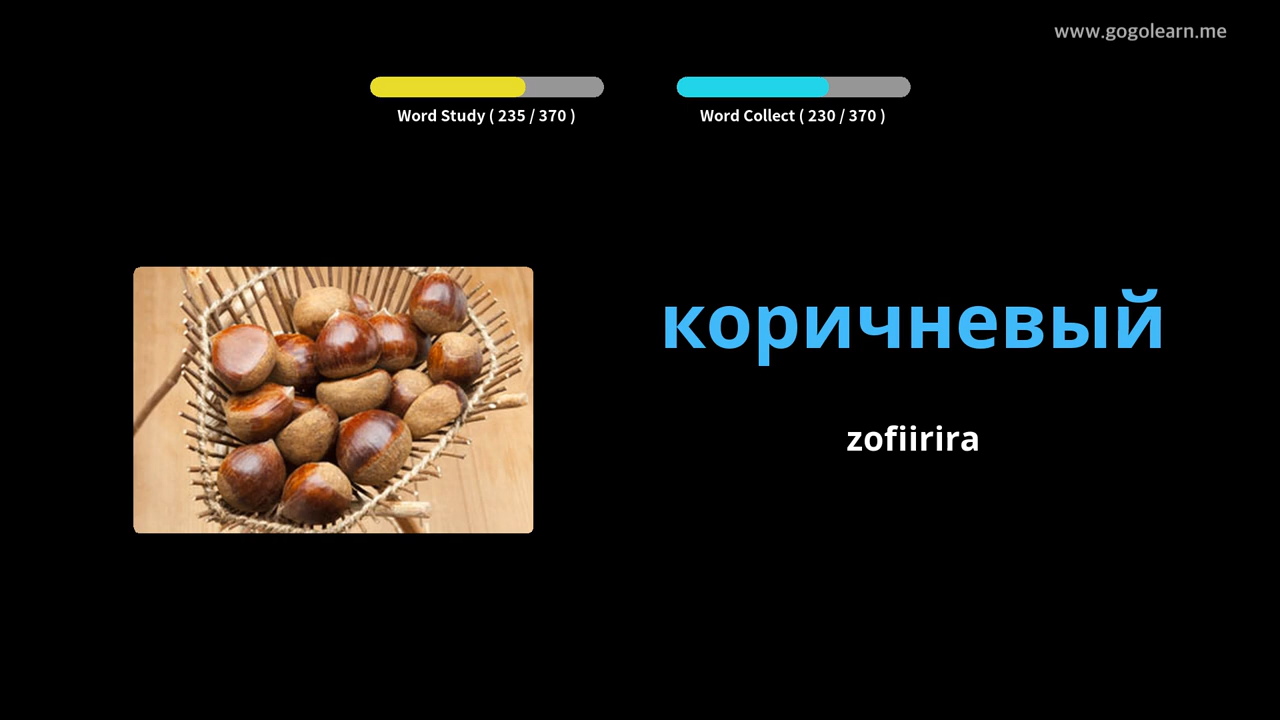 www.gogolearn.me
Word Study ( 235 / 370 )
Word Collect ( 230 / 370 )
коричневый
zofiirira